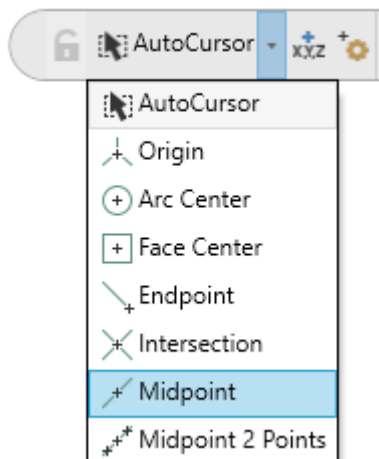 AutoCursor XYZ
AutoCursor
Origin
Arc Center
Face Center
Endpoint
Intersection
Midpoint
Midpoint 2 Points